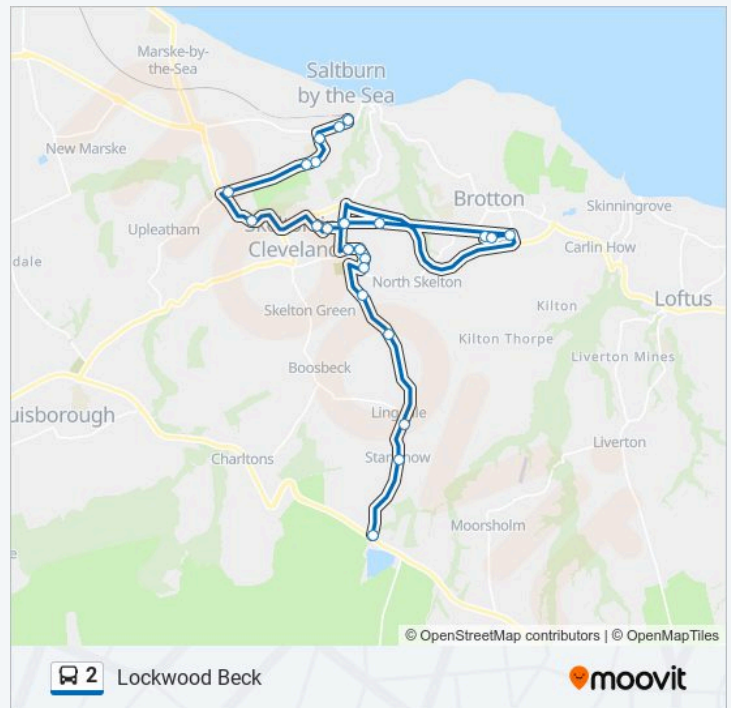 Marske-by-
the-Sea
Saltburn
by the Sea
New Marske
Brotton
Skinningrove
Upleatham
Cleveland
Carlin How
dale
North Skelton
Kilton
Loftus
Skelton Green
Kilton Thorpe
Liverton Mines
Boosbeck
uisborough
Liverton
Charltons
Moorsholm
e
© OpenStreetMap contributors | © OpenMapTiles
2 Lockwood Beck
moovit